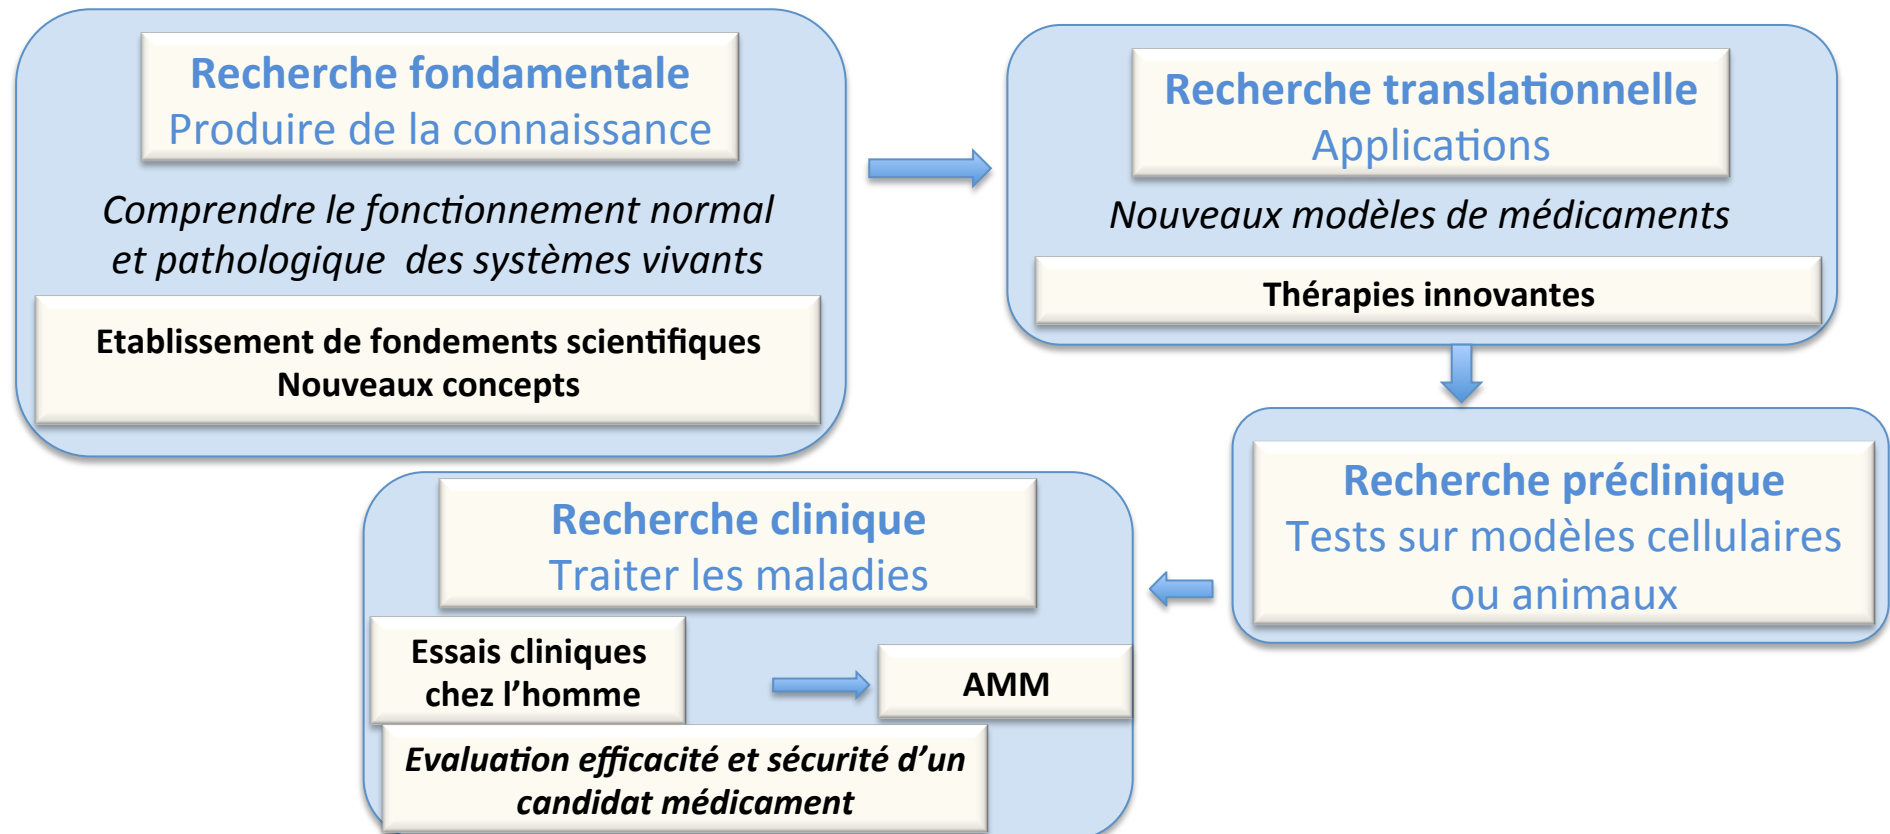 Recherche fondamentale
Produire de la connaissance
Comprendre le fonctionnement normal
et pathologique des systèmes vivants
Etablissement de fondements scientifiques
Nouveaux concepts
Recherche translationnelle
Applications
Nouveaux modèles de médicaments
Thérapies innovantes
Recherche préclinique
Tests sur modèles cellulaires
ou animaux
Recherche clinique
Traiter les maladies
Essais cliniques
chez l’homme
AMM
Evaluation efficacité et sécurité d’un
candidat médicament